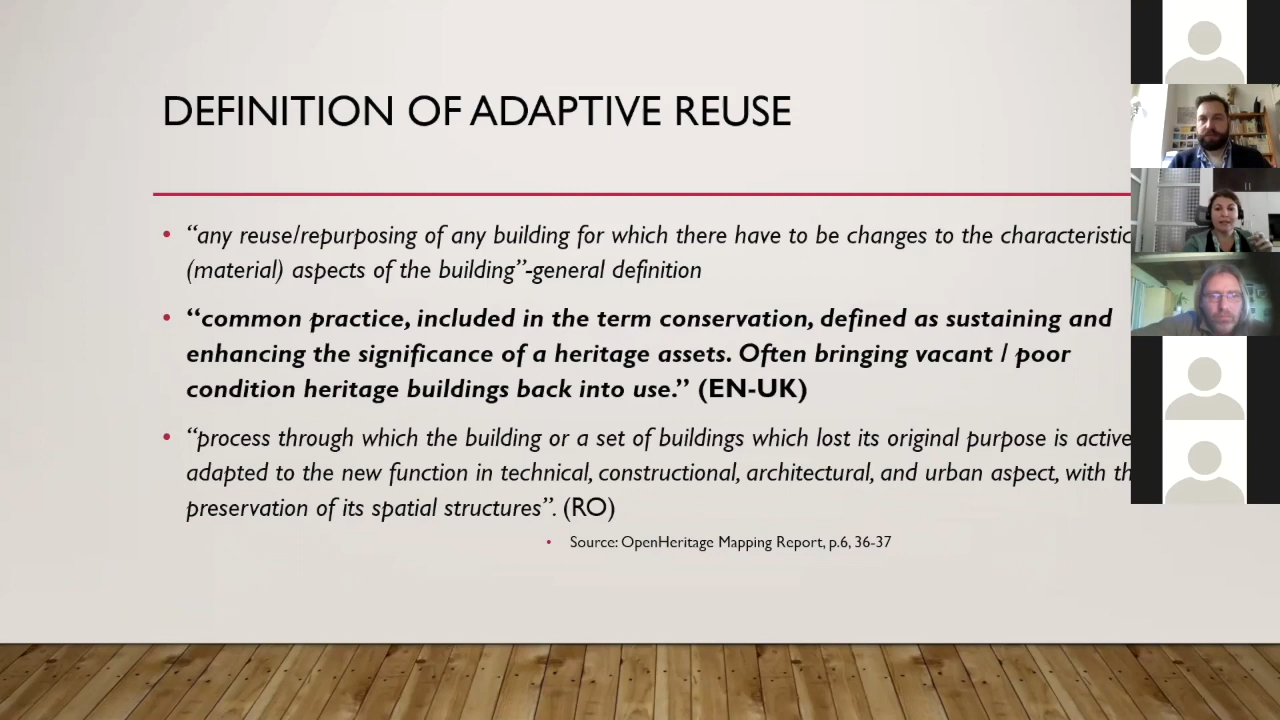 DEFINITION OF ADAPTIVE REUSE
• “any reuse/repurposing of any building for which there have to be changes to the characteristic
(material) aspects of the building”-general definition
• “common practice, included in the term conservation, defined as sustaining and
enhancing the significance of a heritage assets. Often bringing vacant / poor
condition heritage buildings back into use.” (EN-UK)
• “process through which the building or a set of buildings which lost its original purpose is active
adapted to the new function in technical, constructional, architectural, and urban aspect, with th
preservation of its spatial structures”. (RO)
• Source: OpenHeritage Mapping Report, p.6, 36-37